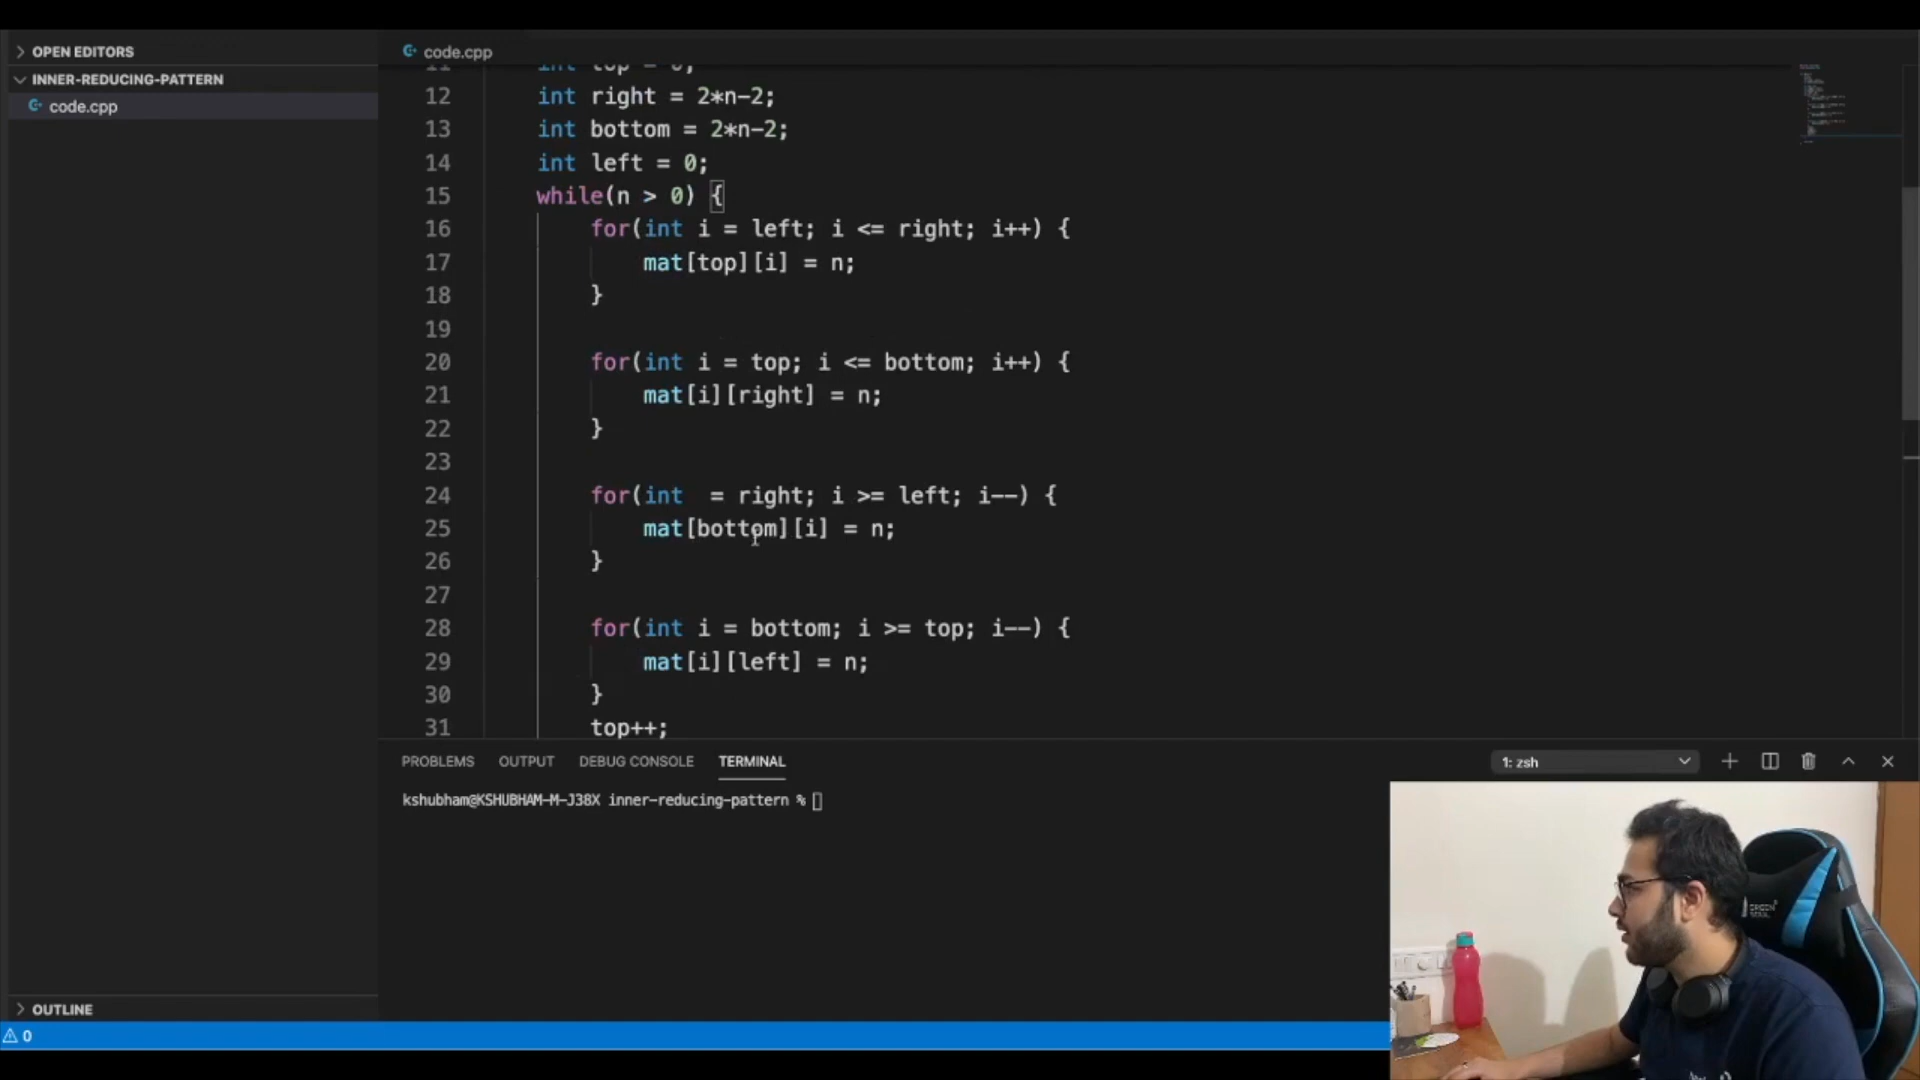 OPEN EDITORS
INNER-REDUCING-PATTERN
code.cpp
code.cpp
11 int top = 0;
12 int right = 2*n-2;
13 int bottom = 2*n-2;
14 int left = 0;
15 while(n > 0) {
16 for(int i = left; i <= right; i++) {
17 mat[top][i] = n;
18 }
19
20 for(int i = top; i <= bottom; i++) {
21 mat[i][right] = n;
22 }
23
24 for(int  = right; i >= left; i--) {
25 mat[bottom][i] = n;
26 }
27
28 for(int i = bottom; i >= top; i--) {
29 mat[i][left] = n;
30 }
31 top++;
PROBLEMS OUTPUT DEBUG CONSOLE TERMINAL 1: zsh
kshubham@KSHUBHAM-M-J38X inner-reducing-pattern %
OUTLINE
0